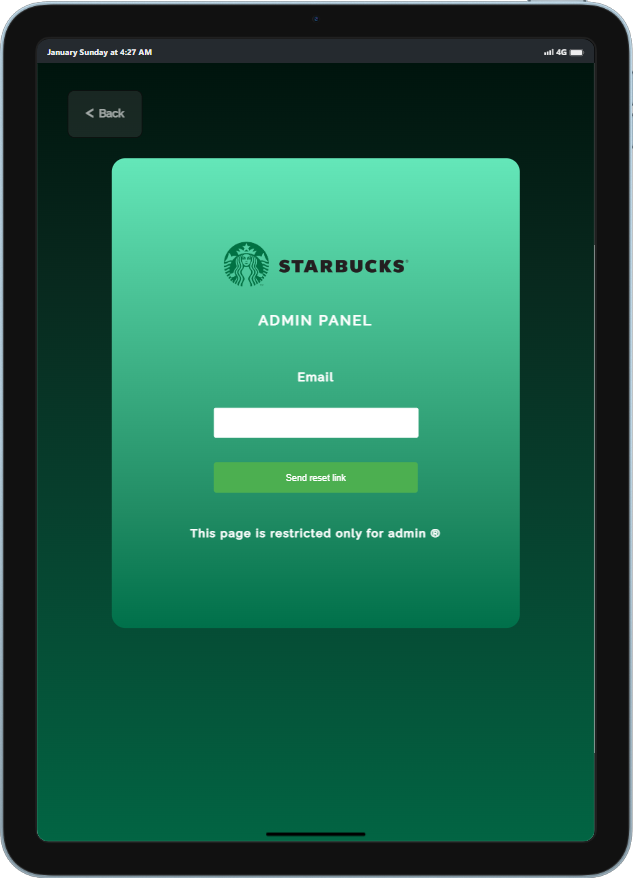 January Sunday at 4:27 AM
4G
< Back
STARBUCKS®
ADMIN PANEL
Email
Send reset link
This page is restricted only for admin ®